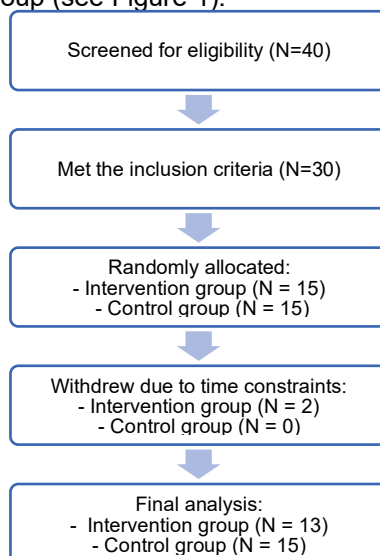 oup (see Figure 1).
Screened for eligibility (N=40)
Met the inclusion criteria (N=30)
Randomly allocated:
- Intervention group (N = 15)
- Control group (N = 15)
Withdrew due to time constraints:
- Intervention group (N = 2)
- Control group (N = 0)
Final analysis:
- Intervention group (N = 13)
- Control group (N = 15)